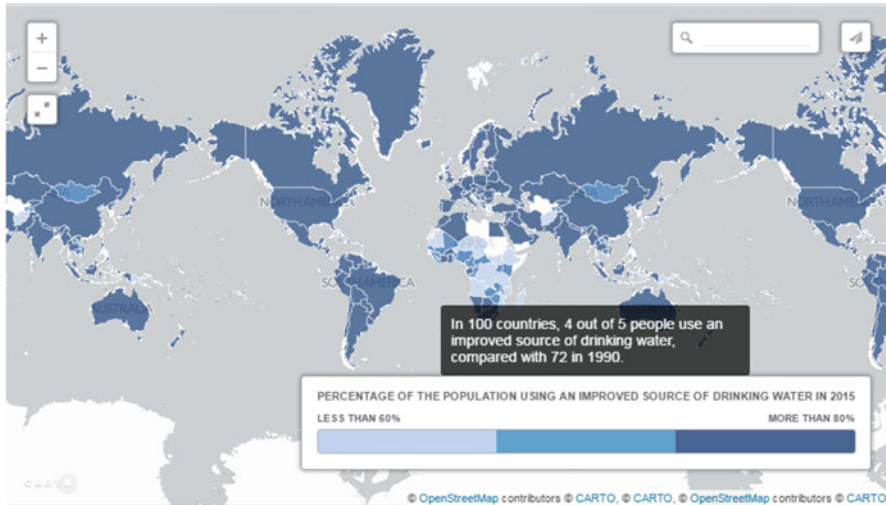 +
−
NORTH AMERICA
NORTH AMERICA
SOUTH AMERICA
AUSTRALIA
AUSTRALIA
In 100 countries, 4 out of 5 people use an
improved source of drinking water,
compared with 72 in 1990.
PERCENTAGE OF THE POPULATION USING AN IMPROVED SOURCE OF DRINKING WATER IN 2015
LESS THAN 60% MORE THAN 80%
CARTO
© OpenStreetMap contributors © CARTO, © CARTO, © OpenStreetMap contributors © CARTO